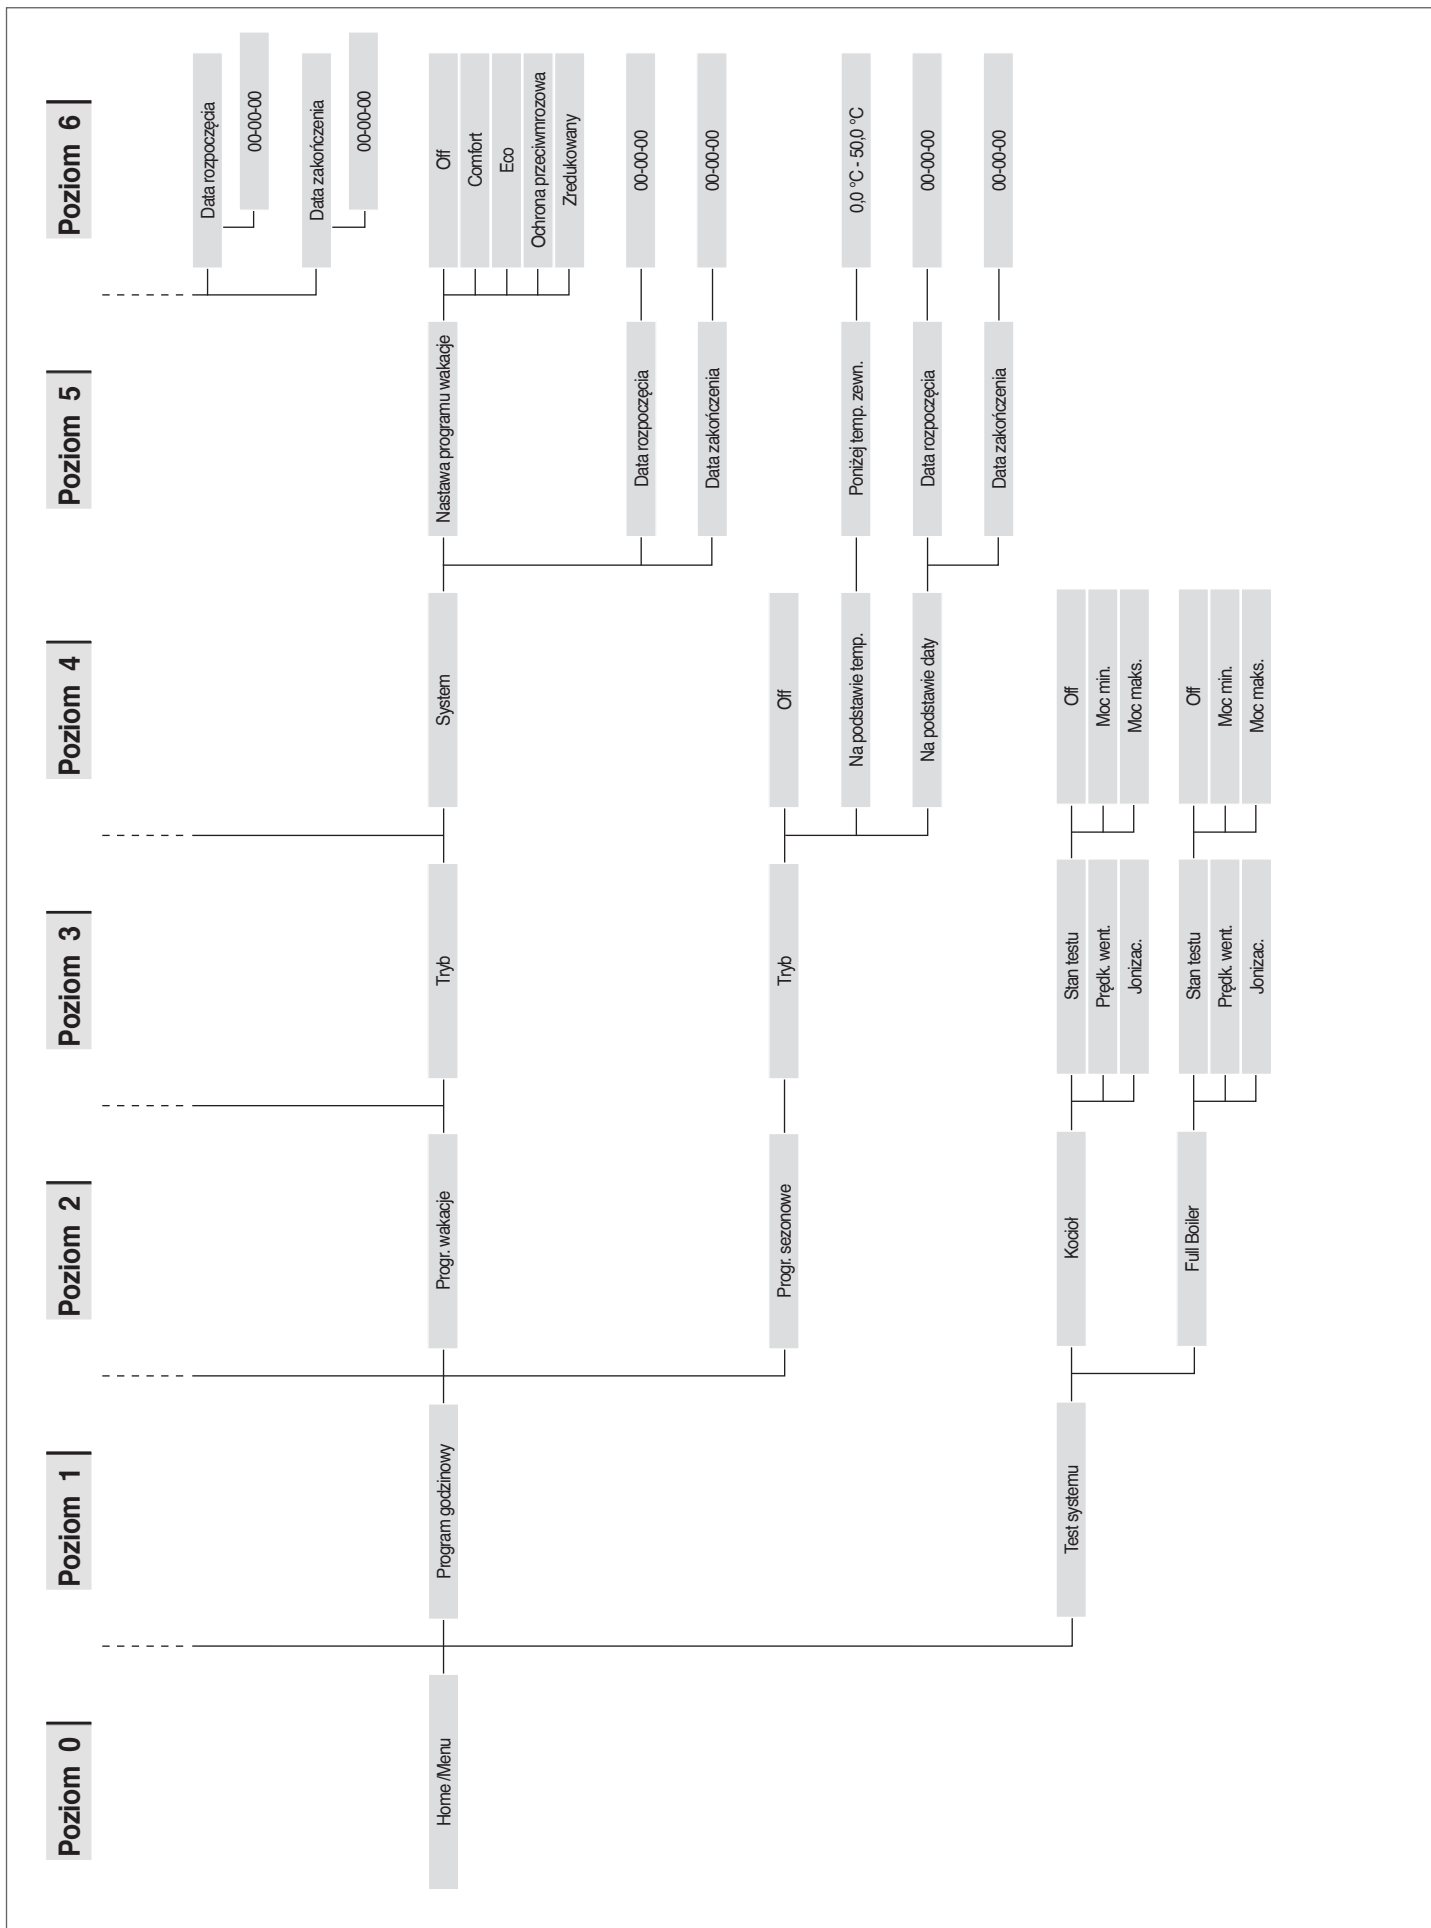 Poziom 0
Poziom 1
Poziom 2
Poziom 3
Poziom 4
Poziom 5
Poziom 6
Data rozpoczęcia
00-00-00
Data zakończenia
00-00-00
Home /Menu
Program godzinowy
Progr. wakacje
Tryb
System
Nastawa programu wakacje
Off
Comfort
Eco
Ochrona przeciwmrozowa
Zredukowany
Data rozpoczęcia
00-00-00
Data zakończenia
00-00-00
Progr. sezonowe
Tryb
Off
Na podstawie temp.
Poniżej temp. zewn.
0,0 °C - 50,0 °C
Na podstawie daty
Data rozpoczęcia
00-00-00
Data zakończenia
00-00-00
Test systemu
Kocioł
Stan testu
Off
Prędk. went.
Moc min.
Jonizac.
Moc maks.
Full Boiler
Stan testu
Off
Prędk. went.
Moc min.
Jonizac.
Moc maks.